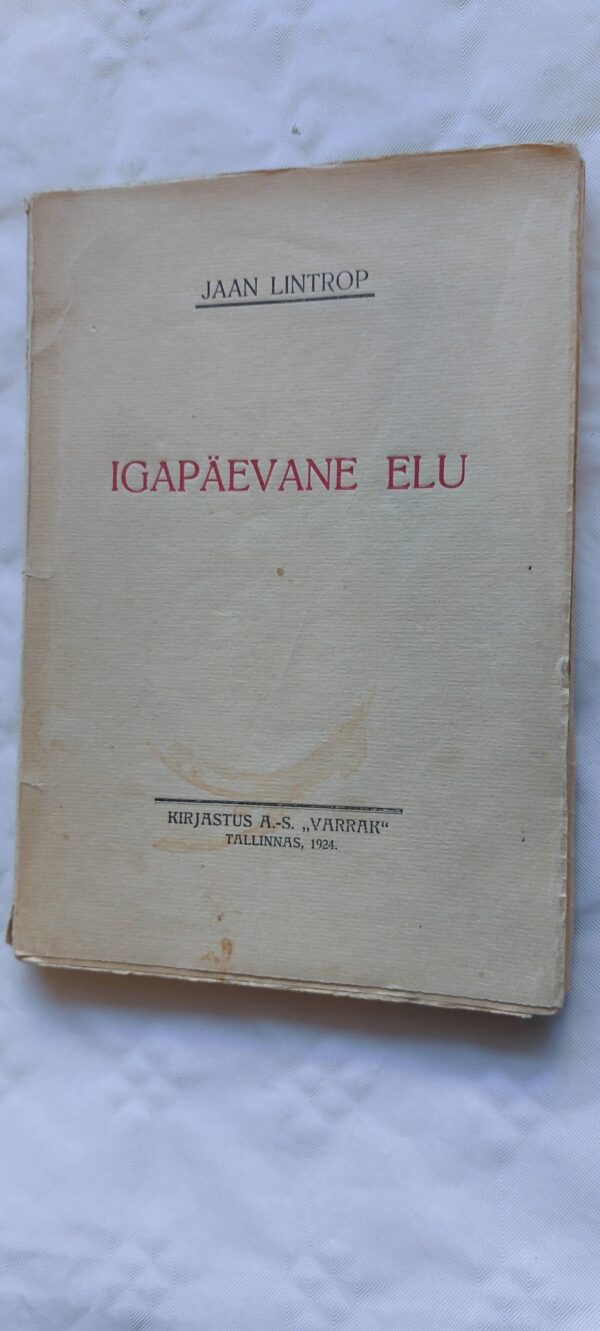 JAAN LINTROP
IGAPÄEVANE ELU
KIRJASTUS A.-S. „VARRAK“
TALLINNAS, 1924.